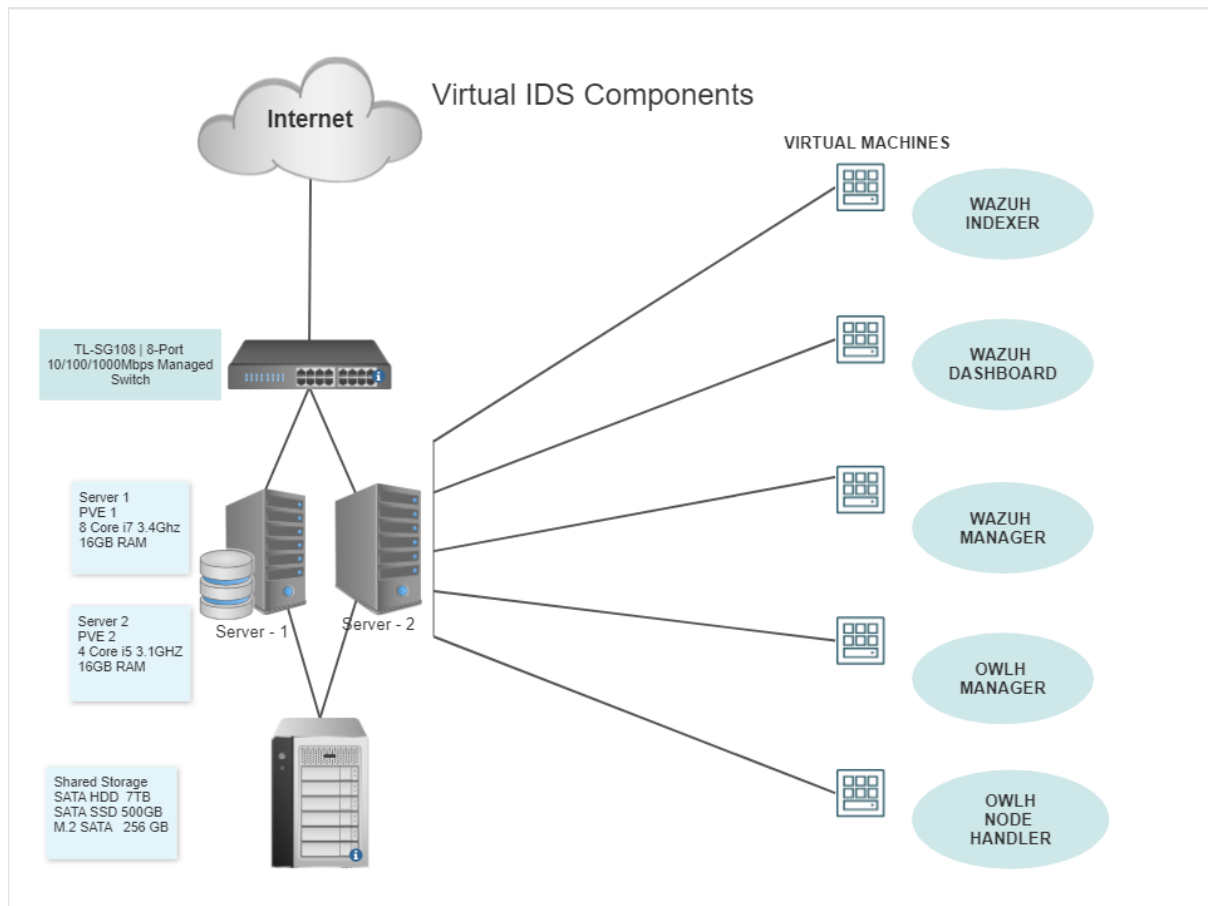 Internet
Virtual IDS Components
VIRTUAL MACHINES
WAZUH
INDEXER
TL-SG108 | 8-Port
10/100/1000Mbps Managed
Switch
WAZUH
DASHBOARD
Server 1
PVE 1
8 Core i7 3.4Ghz
16GB RAM
WAZUH
MANAGER
Server 2
PVE 2
4 Core i5 3.1GHZ
16GB RAM
Server - 1
Server - 2
OWLH
MANAGER
Shared Storage
SATA HDD 7TB
SATA SSD 500GB
M.2 SATA 256 GB
OWLH
NODE
HANDLER